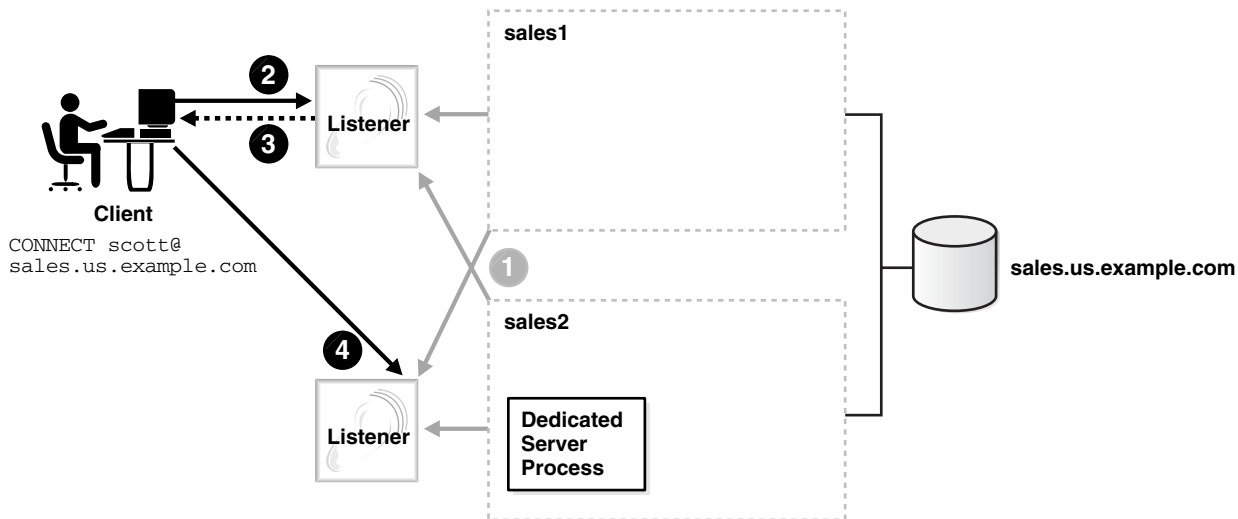 sales1
2
Listener
3
Client
CONNECT scott@
sales.us.example.com
1
sales.us.example.com
sales2
4
Dedicated
Server
Process
Listener